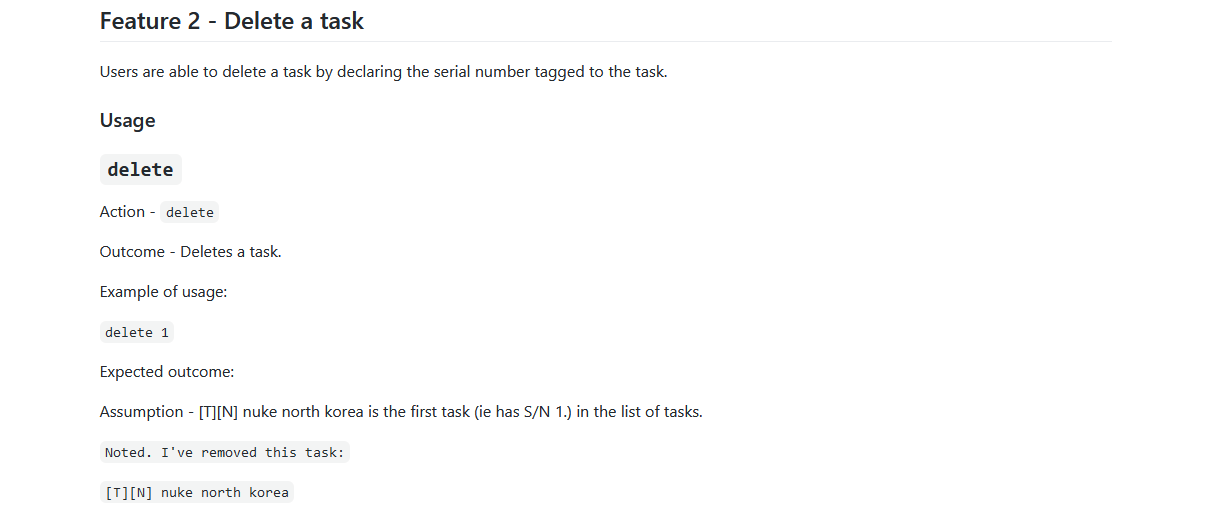 Feature 2 - Delete a task
Users are able to delete a task by declaring the serial number tagged to the task.
Usage
delete
Action - delete
Outcome - Deletes a task.
Example of usage:
delete 1
Expected outcome:
Assumption - [T][N] nuke north korea is the first task (ie has S/N 1.) in the list of tasks.
Noted. I've removed this task:
[T][N] nuke north korea